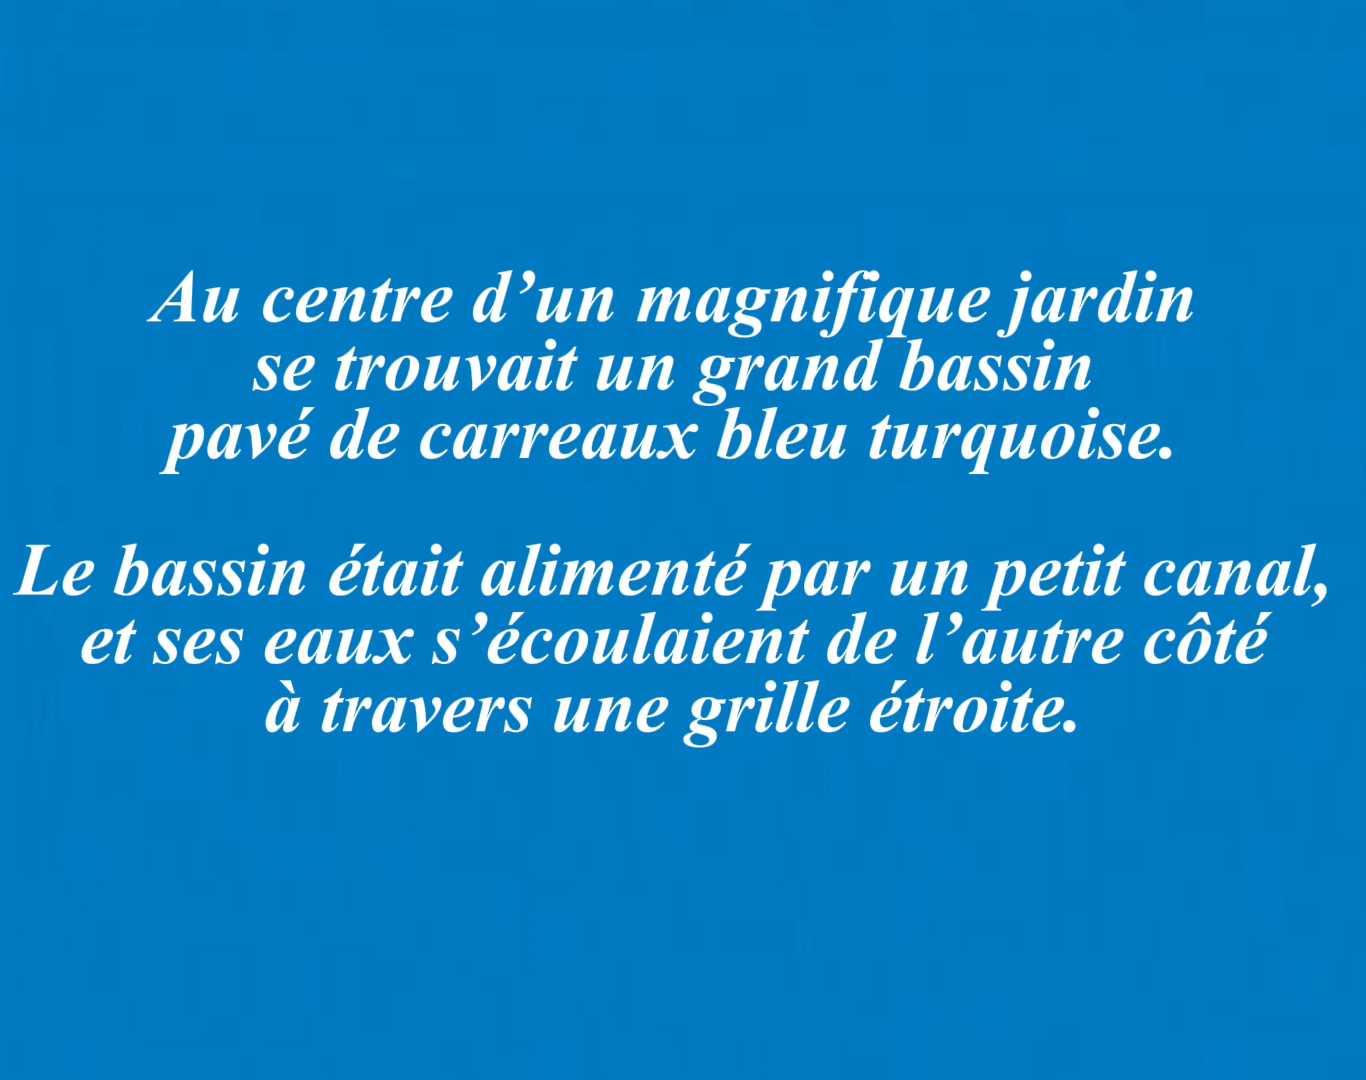 Au centre d’un magnifique jardin
se trouvait un grand bassin
pavé de carreaux bleu turquoise.
Le bassin était alimenté par un petit canal,
et ses eaux s’écoulaient de l’autre côté
à travers une grille étroite.